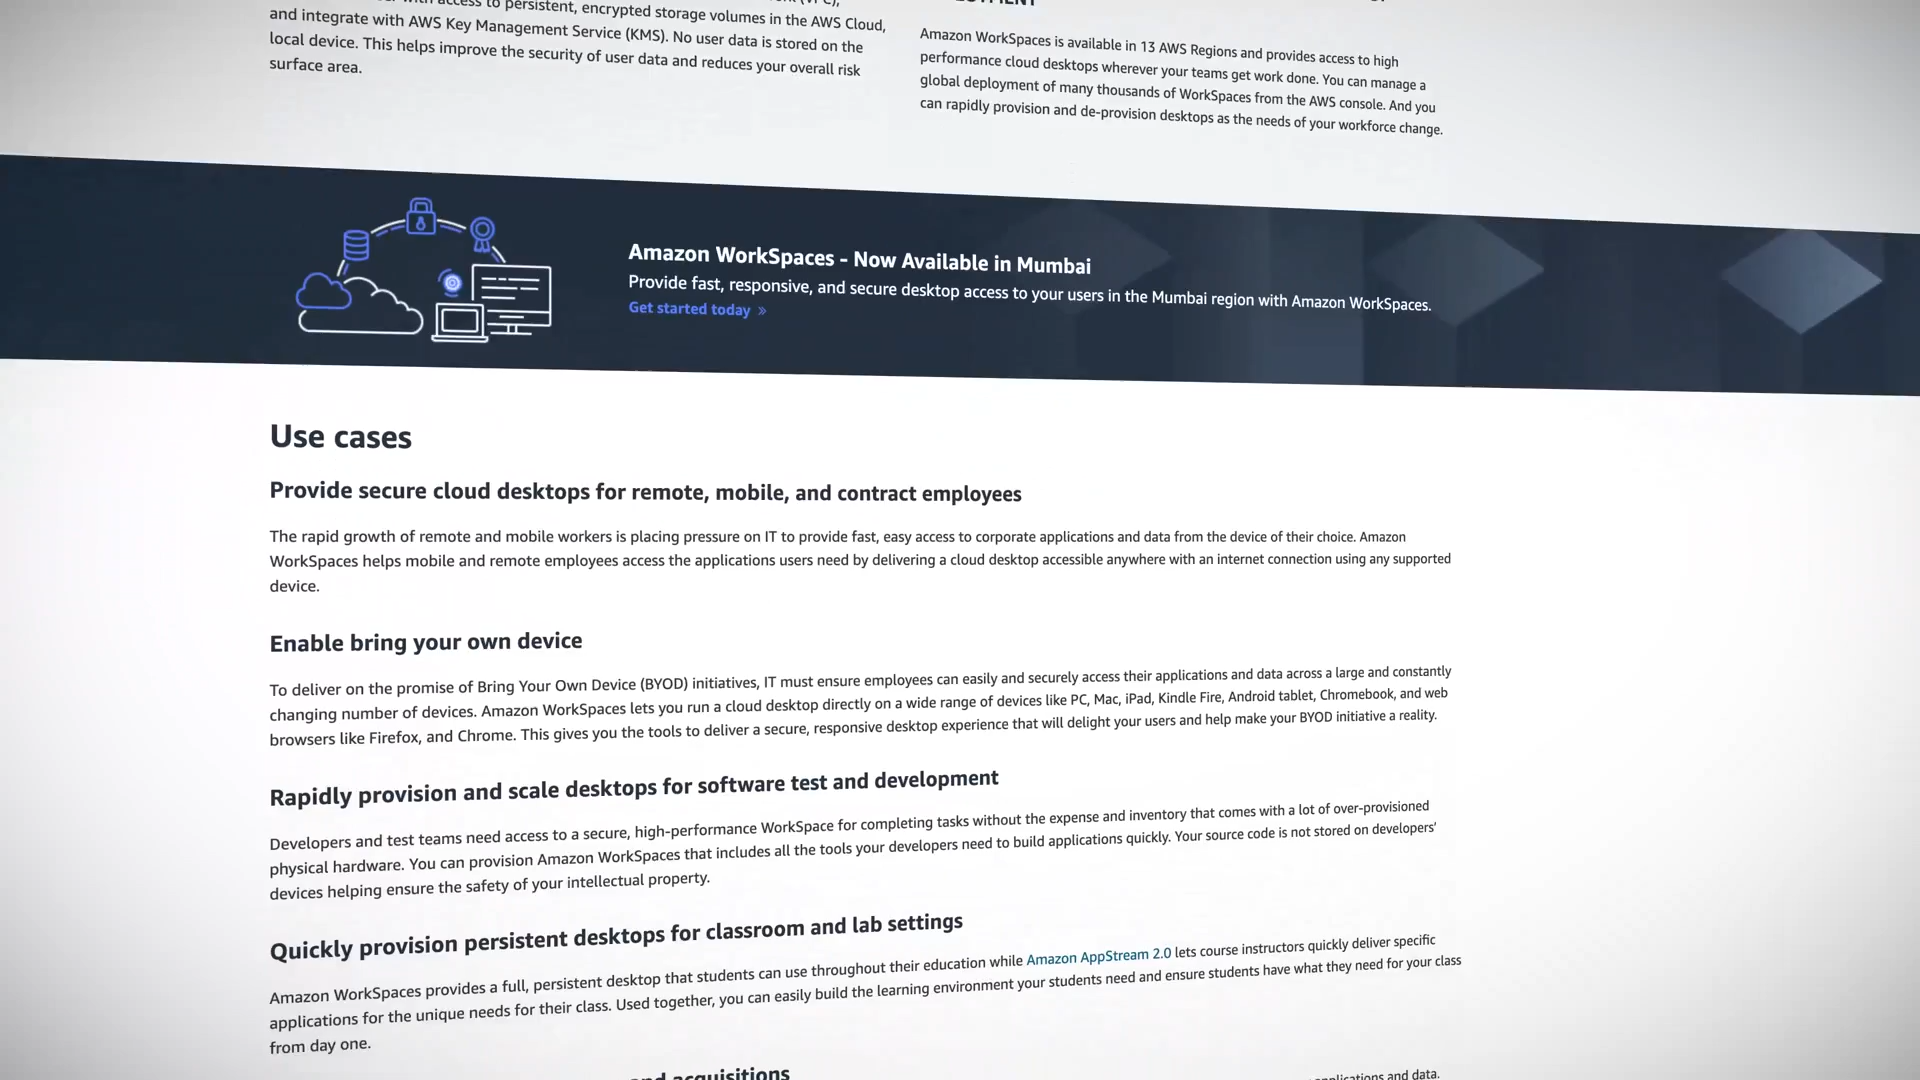 to persistent, encrypted storage volumes in the AWS Cloud,
and integrate with AWS Key Management Service (KMS). No user data is stored on the
local device. This helps improve the security of user data and reduces your overall risk
surface area.
Amazon WorkSpaces is available in 13 AWS Regions and provides access to high
performance cloud desktops wherever your teams get work done. You can manage a
global deployment of many thousands of WorkSpaces from the AWS console. And you
can rapidly provision and de-provision desktops as the needs of your workforce change.
Amazon WorkSpaces - Now Available in Mumbai
Provide fast, responsive, and secure desktop access to your users in the Mumbai region with Amazon WorkSpaces.
Get started today »
Use cases
Provide secure cloud desktops for remote, mobile, and contract employees
The rapid growth of remote and mobile workers is placing pressure on IT to provide fast, easy access to corporate applications and data from the device of their choice. Amazon
WorkSpaces helps mobile and remote employees access the applications users need by delivering a cloud desktop accessible anywhere with an internet connection using any supported
device.
Enable bring your own device
To deliver on the promise of Bring Your Own Device (BYOD) initiatives, IT must ensure employees can easily and securely access their applications and data across a large and constantly
changing number of devices. Amazon WorkSpaces lets you run a cloud desktop directly on a wide range of devices like PC, Mac, iPad, Kindle Fire, Android tablet, Chromebook, and web
browsers like Firefox, and Chrome. This gives you the tools to deliver a secure, responsive desktop experience that will delight your users and help make your BYOD initiative a reality.
Rapidly provision and scale desktops for software test and development
Developers and test teams need access to a secure, high-performance WorkSpace for completing tasks without the expense and inventory that comes with a lot of over-provisioned
physical hardware. You can provision Amazon WorkSpaces that includes all the tools your developers need to build applications quickly. Your source code is not stored on developers'
devices helping ensure the safety of your intellectual property.
Quickly provision persistent desktops for classroom and lab settings
Amazon WorkSpaces provides a full, persistent desktop that students can use throughout their education while Amazon AppStream 2.0 lets course instructors quickly deliver specific
applications for the unique needs for their class. Used together, you can easily build the learning environment your students need and ensure students have what they need for your class
from day one.
acquisitions
and data.